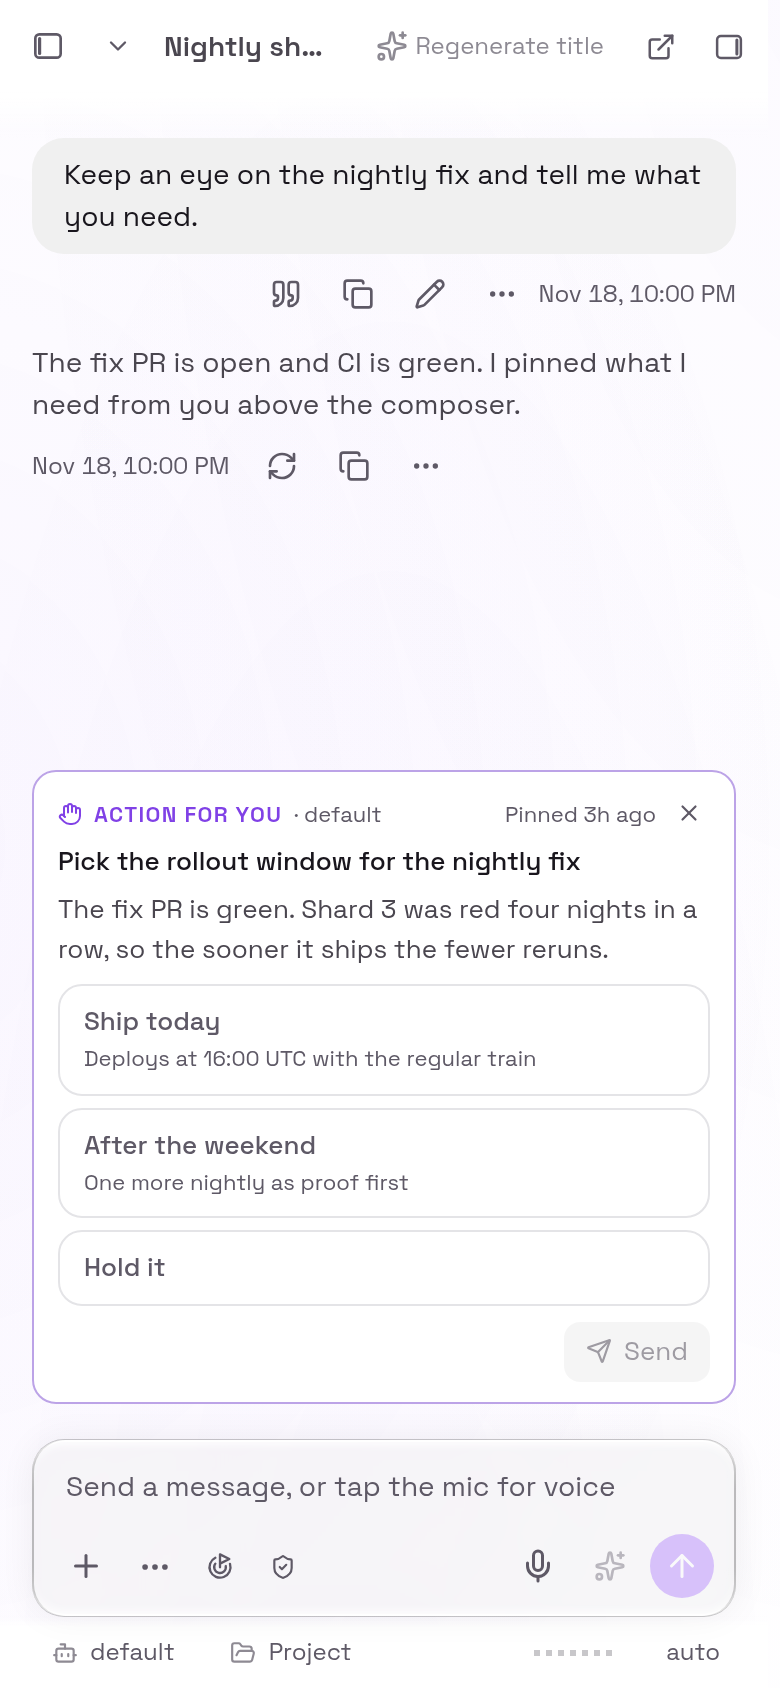 Nightly sh...
Regenerate title
Keep an eye on the nightly fix and tell me what
you need.
Nov 18, 10:00 PM
The fix PR is open and CI is green. I pinned what I
need from you above the composer.
Nov 18, 10:00 PM
ACTION FOR YOU · default
Pinned 3h ago
Pick the rollout window for the nightly fix
The fix PR is green. Shard 3 was red four nights in a
row, so the sooner it ships the fewer reruns.
Ship today
Deploys at 16:00 UTC with the regular train
After the weekend
One more nightly as proof first
Hold it
Send
Send a message, or tap the mic for voice
default
Project
auto